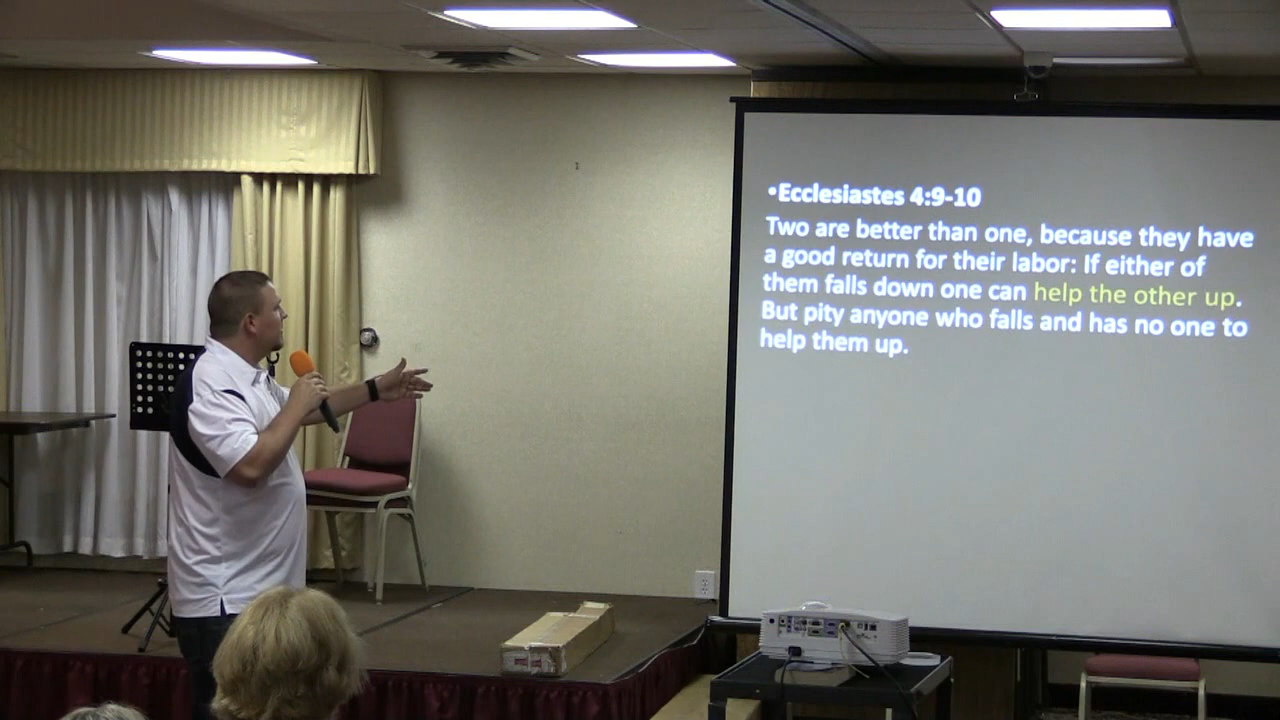 •Ecclesiastes 4:9-10
Two are better than one, because they have
a good return for their labor: If either of
them falls down one can help the other up.
But pity anyone who falls and has no one to
help them up.